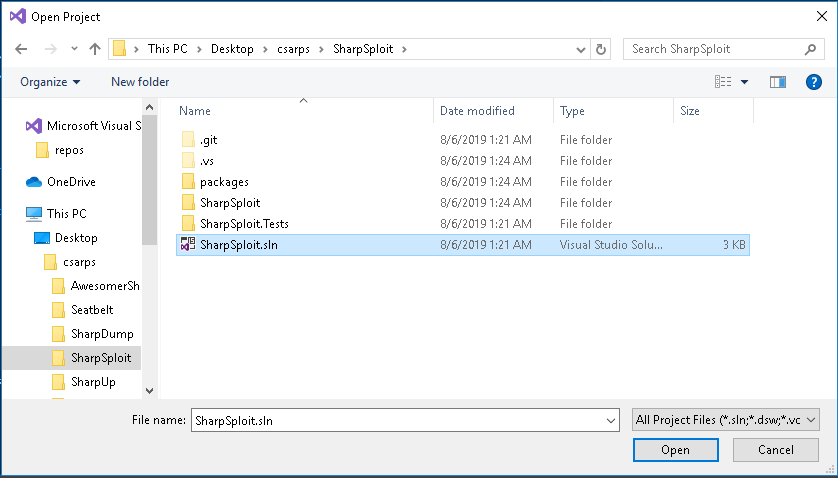 Open Project
This PC Desktop csarps SharpSploit
Search SharpSploit
Organize New folder
Name Date modified Type Size
Microsoft Visual S
repos
OneDrive
This PC
Desktop
csarps
AwesomerSh
Seatbelt
SharpDump
SharpSploit
SharpUp
.git 8/6/2019 1:21 AM File folder
.vs 8/6/2019 1:24 AM File folder
packages 8/6/2019 1:24 AM File folder
SharpSploit 8/6/2019 1:24 AM File folder
SharpSploit.Tests 8/6/2019 1:21 AM File folder
SharpSploit.sln 8/6/2019 1:21 AM Visual Studio Solu... 3 KB
File name: SharpSploit.sln All Project Files (*.sln;*.dsw;*.vc
Open Cancel